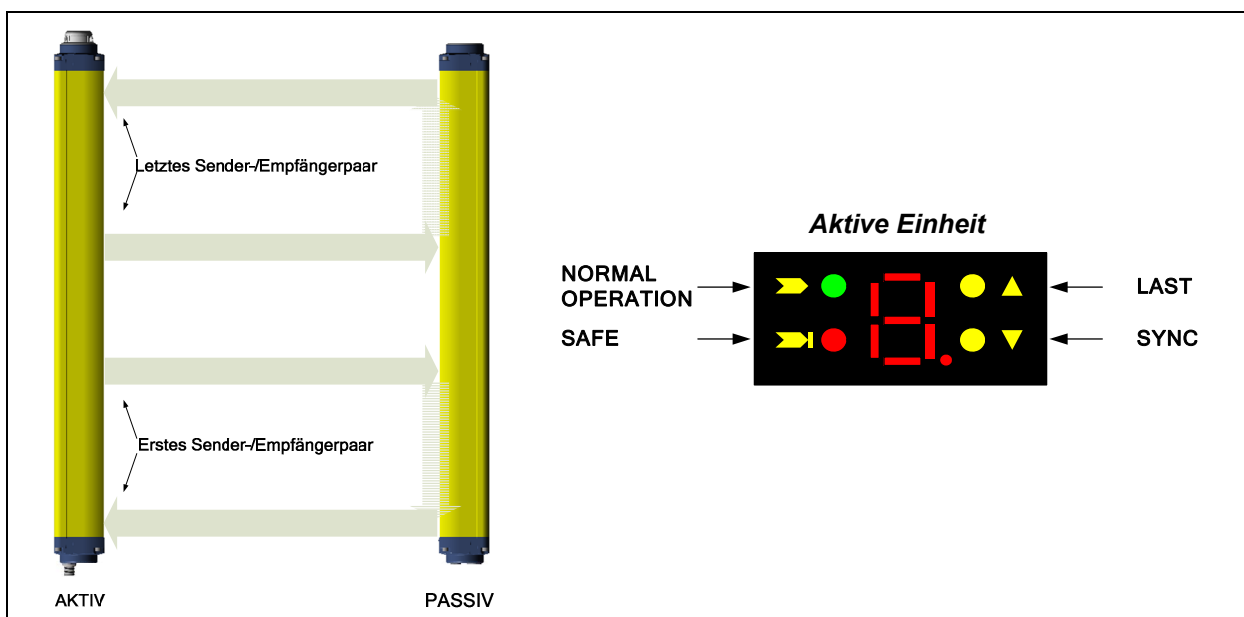 Letztes Sender-/Empfängerpaar
Erstes Sender-/Empfängerpaar
AKTIV
PASSIV
Aktive Einheit
NORMAL
OPERATION
SAFE
LAST
SYNC